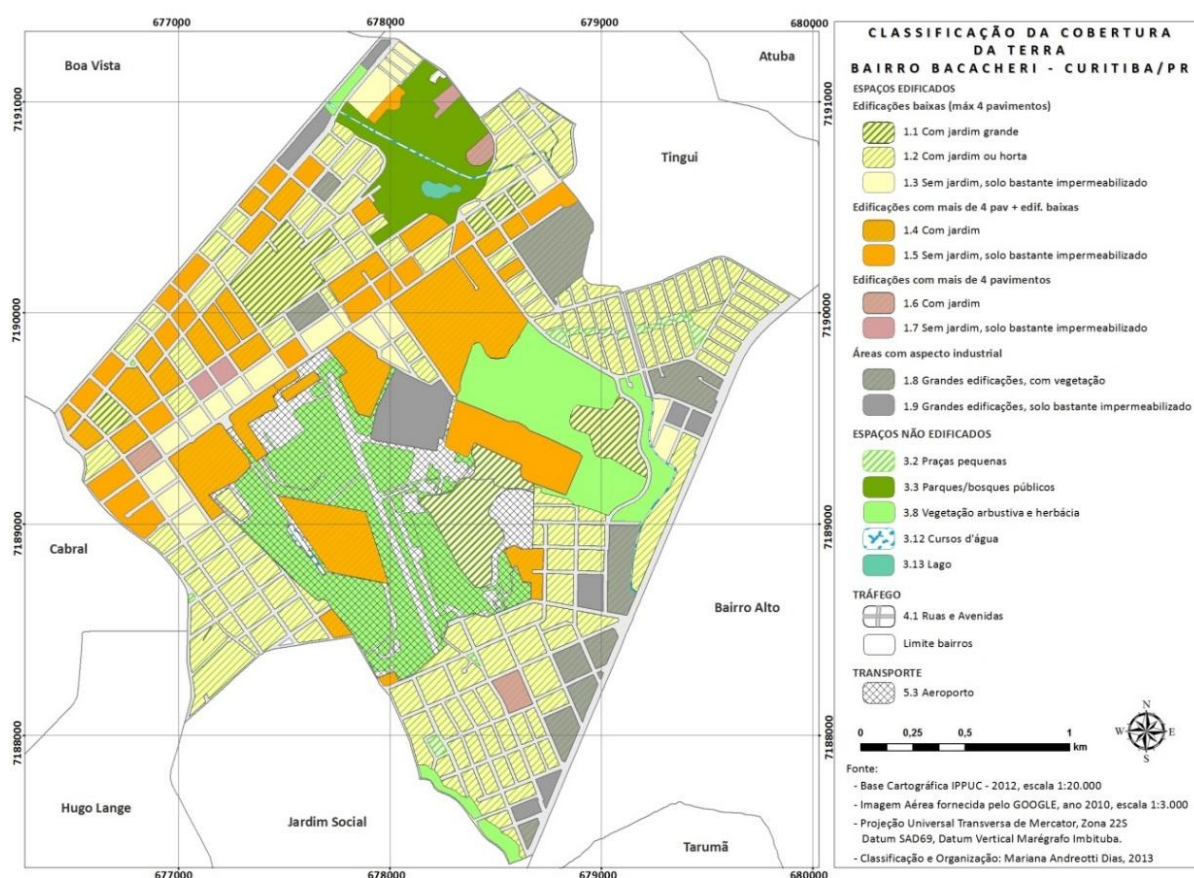 677000
678000
679000
680000
Boa Vista
Atuba
7191000
7191000
Tingui
7190000
7190000
7189000
7189000
Cabral
Bairro Alto
7188000
7188000
Hugo Lange
Jardim Social
Tarumã
677000
678000
679000
680000
CLASSIFICAÇÃO DA COBERTURA
DA TERRA
BAIRRO BACACHERI - CURITIBA/PR
ESPAÇOS EDIFICADOS
Edificações baixas (máx 4 pavimentos)
1.1 Com jardim grande
1.2 Com jardim ou horta
1.3 Sem jardim, solo bastante impermeabilizado
Edificações com mais de 4 pav + edif. baixas
1.4 Com jardim
1.5 Sem jardim, solo bastante impermeabilizado
Edificações com mais de 4 pavimentos
1.6 Com jardim
1.7 Sem jardim, solo bastante impermeabilizado
Áreas com aspecto industrial
1.8 Grandes edificações, com vegetação
1.9 Grandes edificações, solo bastante impermeabilizado
ESPAÇOS NÃO EDIFICADOS
3.2 Praças pequenas
3.3 Parques/bosques públicos
3.8 Vegetação arbustiva e herbácia
3.12 Cursos d'água
3.13 Lago
TRÁFEGO
4.1 Ruas e Avenidas
Limite bairros
TRANSPORTE
5.3 Aeroporto
N
W E
S
0 0,25 0,5 1
km
Fonte:
- Base Cartográfica IPPUC - 2012, escala 1:20.000
- Imagem Aérea fornecida pelo GOOGLE, ano 2010, escala 1:3.000
- Projeção Universal Transversa de Mercator, Zona 22S
Datum SAD69, Datum Vertical Marégrafo Imbituba.
- Classificação e Organização: Mariana Andreotti Dias, 2013